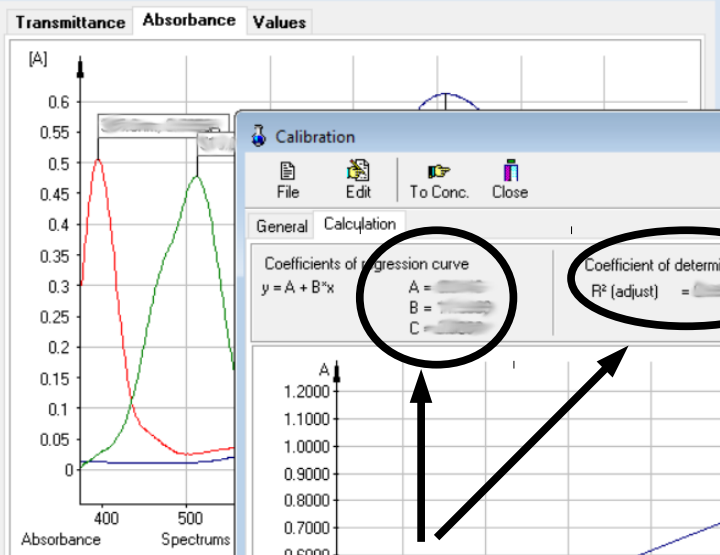 Transmittance Absorbance Values
[A]
0.6
0.55
0.5
0.45
0.4
0.35
0.3
0.25
0.2
0.15
0.1
0.05
0
400 500
Absorbance Spectrums
Calibration
File Edit To Conc. Close
General Calculation
Coefficients of regression curve
y = A + B*x
A =
B =
C =
Coefficient of determi
R² (adjust) =
A
1.2000
1.1000
1.0000
0.9000
0.8000
0.7000
0.6000